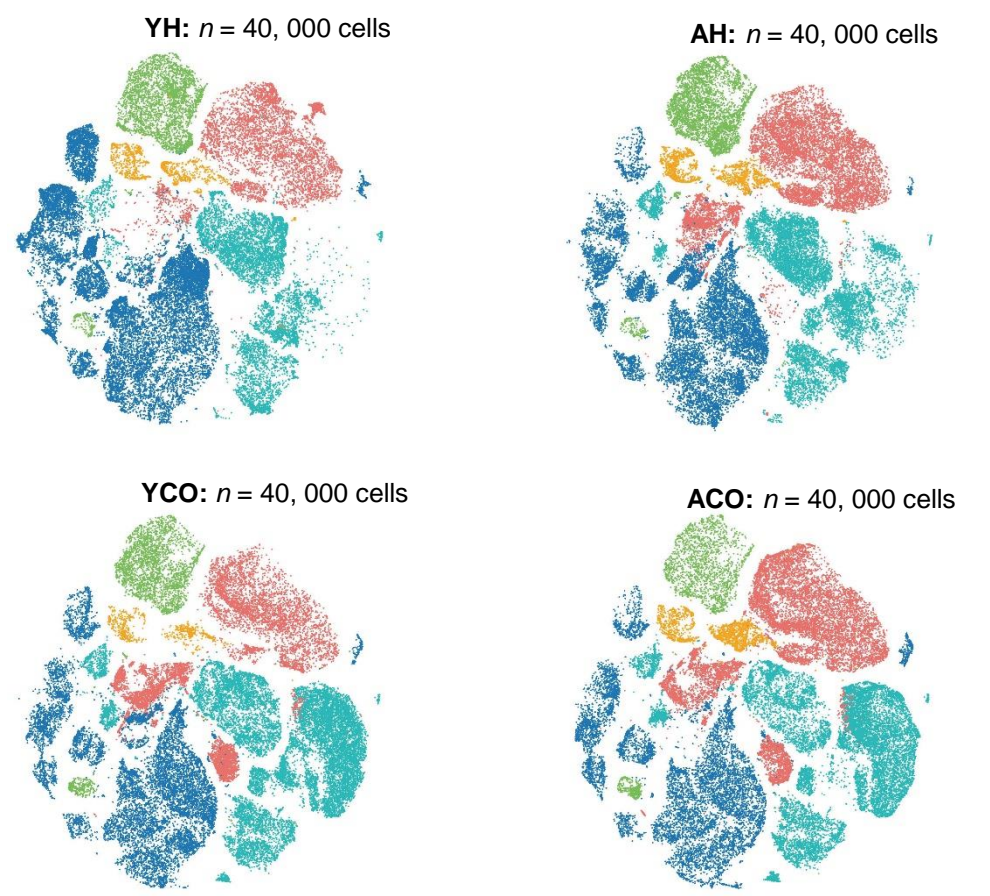 YH: n = 40, 000 cells
AH: n = 40, 000 cells
YCO: n = 40, 000 cells
ACO: n = 40, 000 cells